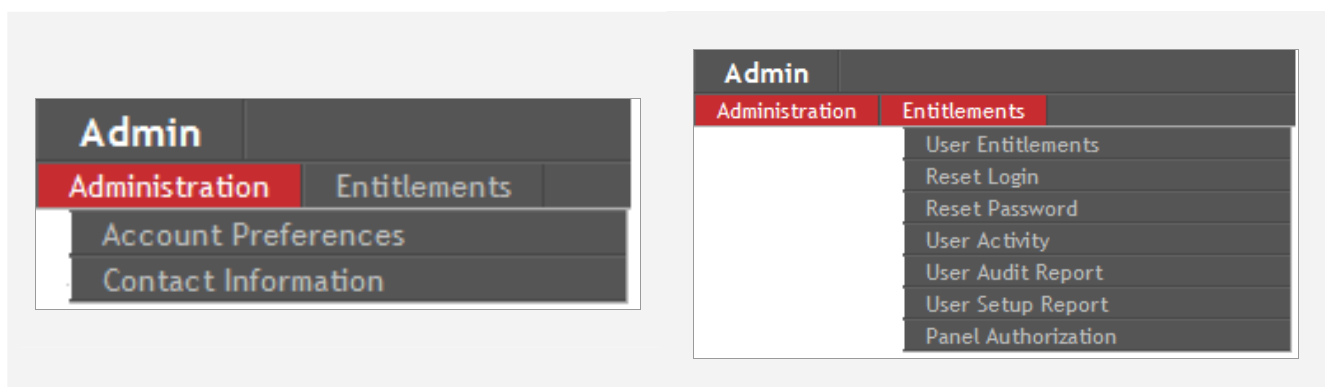 Admin
Administration Entitlements
Account Preferences
Contact Information
Admin
Administration Entitlements
User Entitlements
Reset Login
Reset Password
User Activity
User Audit Report
User Setup Report
Panel Authorization